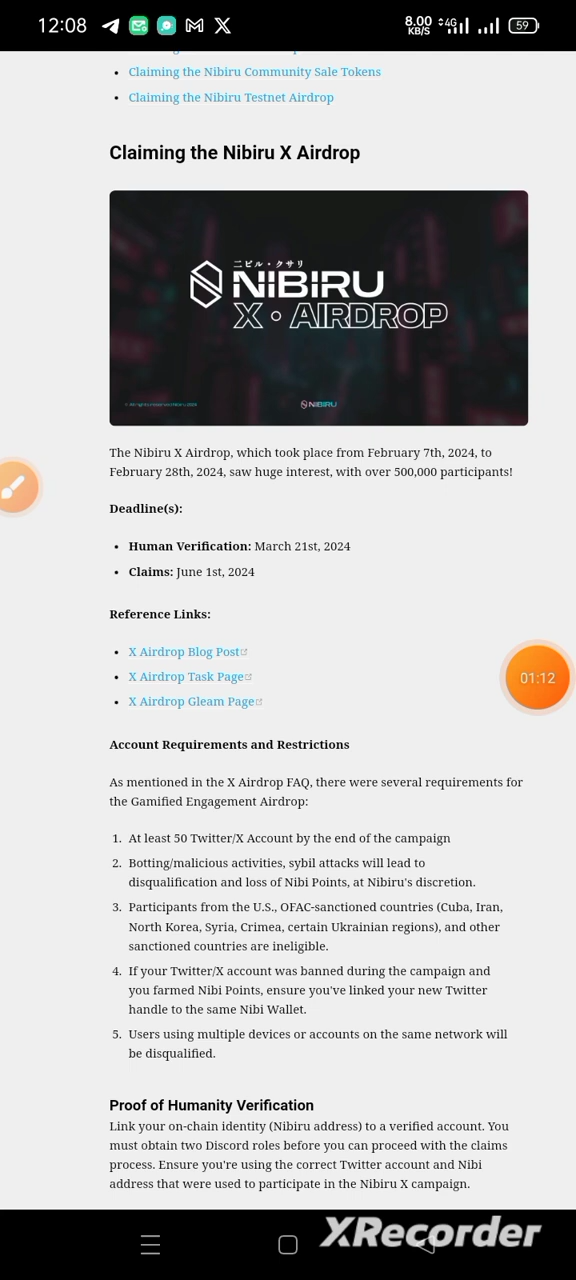 12:08
8.00
KB/S
4G
59
Claiming the Nibiru Community Sale Tokens
Claiming the Nibiru Testnet Airdrop
Claiming the Nibiru X Airdrop
ニビル・クサリ
NIBIRU
X • AIRDROP
NIBIRU
The Nibiru X Airdrop, which took place from February 7th, 2024, to
February 28th, 2024, saw huge interest, with over 500,000 participants!
Deadline(s):
Human Verification: March 21st, 2024
Claims: June 1st, 2024
Reference Links:
X Airdrop Blog Post
X Airdrop Task Page
01:12
X Airdrop Gleam Page
Account Requirements and Restrictions
As mentioned in the X Airdrop FAQ, there were several requirements for
the Gamified Engagement Airdrop:
1. At least 50 Twitter/X Account by the end of the campaign
2. Botting/malicious activities, sybil attacks will lead to
disqualification and loss of Nibi Points, at Nibiru's discretion.
3. Participants from the U.S., OFAC-sanctioned countries (Cuba, Iran,
North Korea, Syria, Crimea, certain Ukrainian regions), and other
sanctioned countries are ineligible.
4. If your Twitter/X account was banned during the campaign and
you farmed Nibi Points, ensure you've linked your new Twitter
handle to the same Nibi Wallet.
5. Users using multiple devices or accounts on the same network will
be disqualified.
Proof of Humanity Verification
Link your on-chain identity (Nibiru address) to a verified account. You
must obtain two Discord roles before you can proceed with the claims
process. Ensure you're using the correct Twitter account and Nibi
address that were used to participate in the Nibiru X campaign.
XRecorder